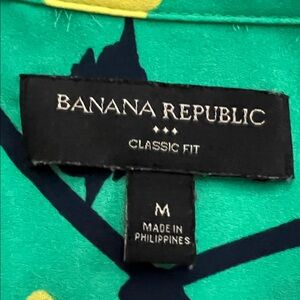 BANANA REPUBLIC
CLASSIC FIT
M
MADE IN
PHILIPPINES